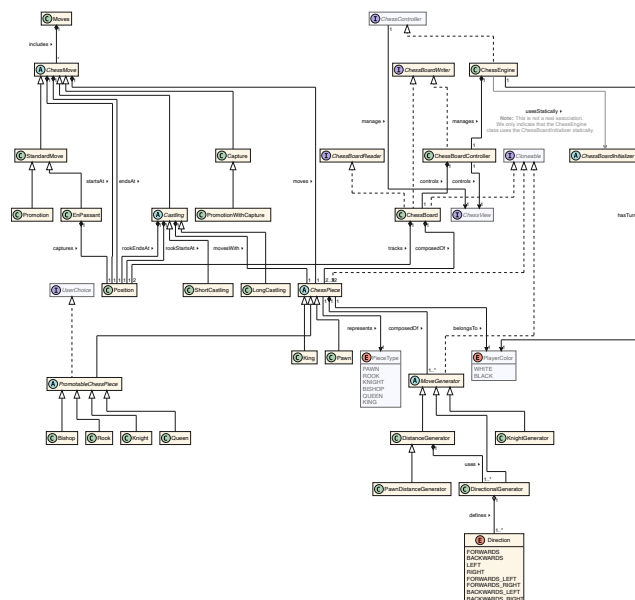 C Moves
I ChessController
includes
*
A ChessMove
I ChessBoardWriter
C ChessEngine
usesStatically
Note: This is not a real association.
We only indicate that the ChessEngine
class uses the ChessBoardInitializer statically.
manage
manages
C StandardMove
C Capture
I ChessBoardReader
C ChessBoardController
I Cloneable
A ChessBoardInitializer
startsAt
endsAt
moves
controls
controls
C Promotion
C EnPassant
A Castling
C PromotionWithCapture
C ChessBoard
I ChessView
hasTurn
captures
rookEndsAt
rookStartsAt
movesWith
tracks
composedOf
I UserChoice
C Position
C ShortCastling
C LongCastling
A ChessPiece
represents
composedOf
belongsTo
C King
C Pawn
E PieceType
PAWN
ROOK
KNIGHT
BISHOP
QUEEN
KING
E PlayerColor
WHITE
BLACK
1..*
A PromotableChessPiece
A MoveGenerator
C Bishop
C Rook
C Knight
C Queen
C DistanceGenerator
C KnightGenerator
uses
1..*
C PawnDistanceGenerator
C DirectionalGenerator
defines
1..*
E Direction
FORWARDS
BACKWARDS
LEFT
RIGHT
FORWARDS_LEFT
FORWARDS_RIGHT
BACKWARDS_LEFT
BACKWARDS_RIGHT